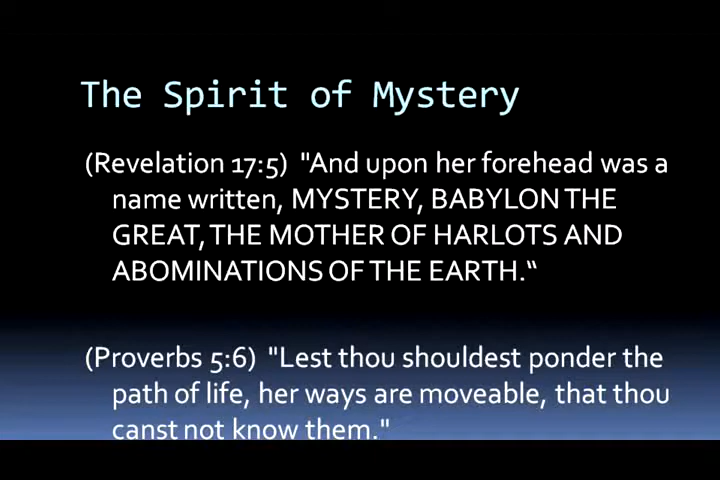 The Spirit of Mystery
(Revelation 17:5) "And upon her forehead was a
name written, MYSTERY, BABYLON THE
GREAT, THE MOTHER OF HARLOTS AND
ABOMINATIONS OF THE EARTH.“
(Proverbs 5:6) "Lest thou shouldest ponder the
path of life, her ways are moveable, that thou
canst not know them."